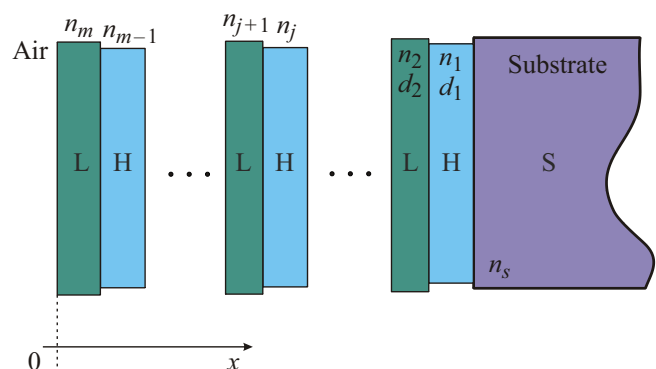 n_m n_{m−1} n_{j+1} n_j
Air
n_2 n_1 Substrate
d_2 d_1
L H . . . L H . . . L H S
n_s
0 x